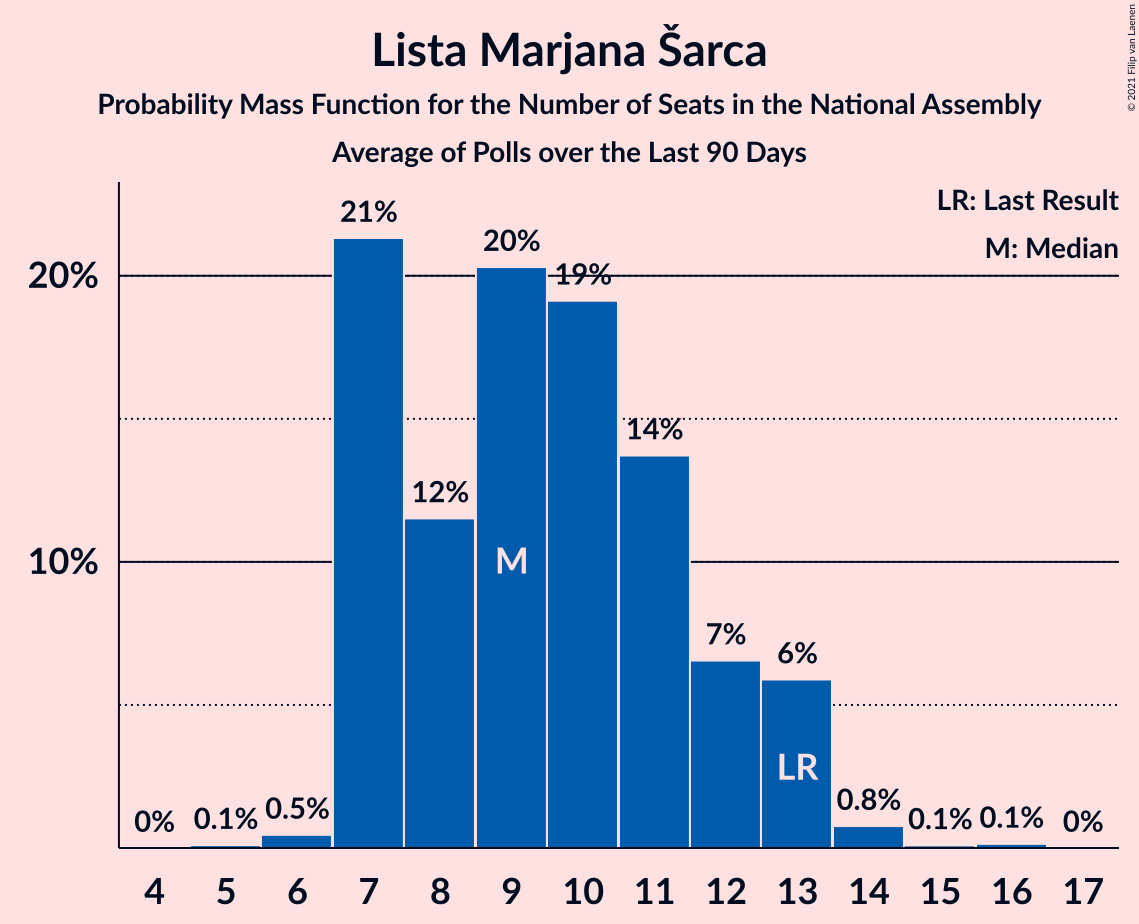 Lista Marjana Šarca
Probability Mass Function for the Number of Seats in the National Assembly
Average of Polls over the Last 90 Days
© 2021 Filip van Laenen
LR: Last Result
M: Median
20%
10%
0%
0.1%
0.5%
21%
12%
20%
19%
14%
7%
6%
0.8%
0.1%
0.1%
0%
M
LR
4 5 6 7 8 9 10 11 12 13 14 15 16 17